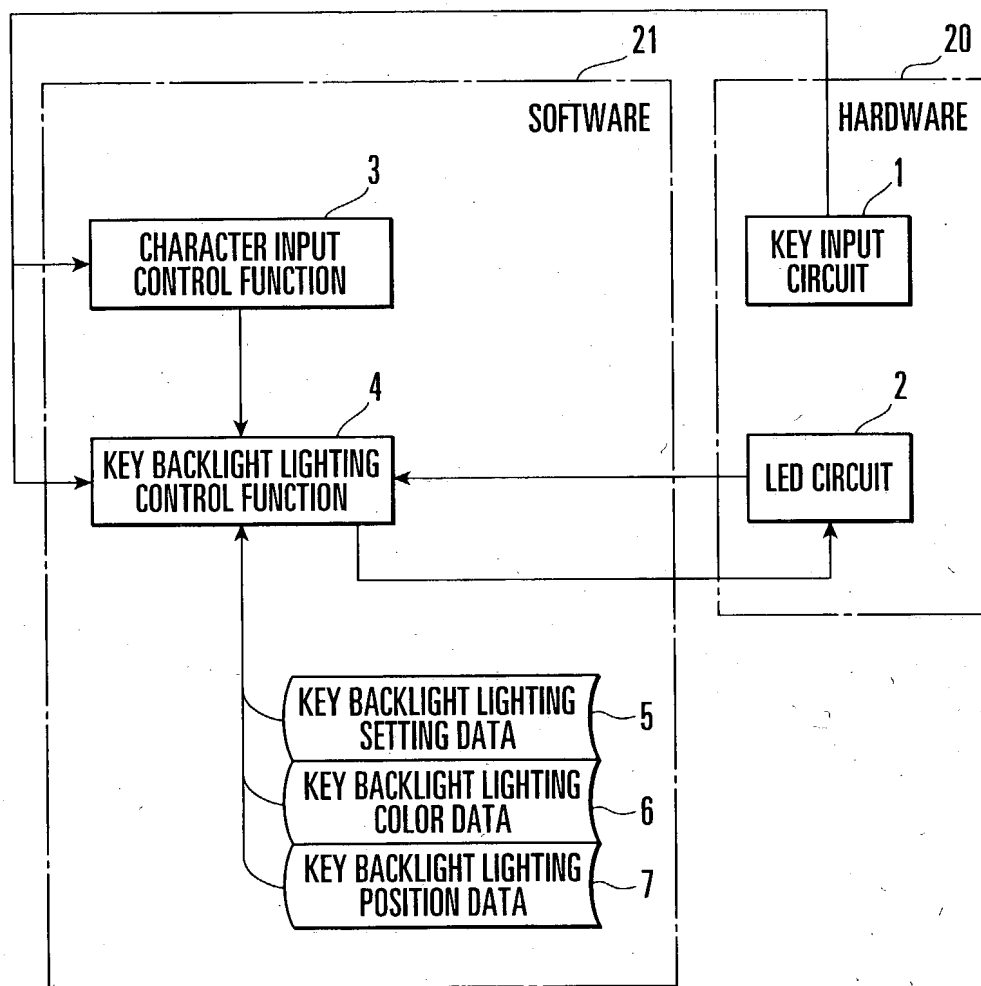 21
20
SOFTWARE
HARDWARE
3
1
CHARACTER INPUT
CONTROL FUNCTION
KEY INPUT
CIRCUIT
4
2
KEY BACKLIGHT LIGHTING
CONTROL FUNCTION
LED CIRCUIT
KEY BACKLIGHT LIGHTING
SETTING DATA
5
KEY BACKLIGHT LIGHTING
COLOR DATA
6
KEY BACKLIGHT LIGHTING
POSITION DATA
7